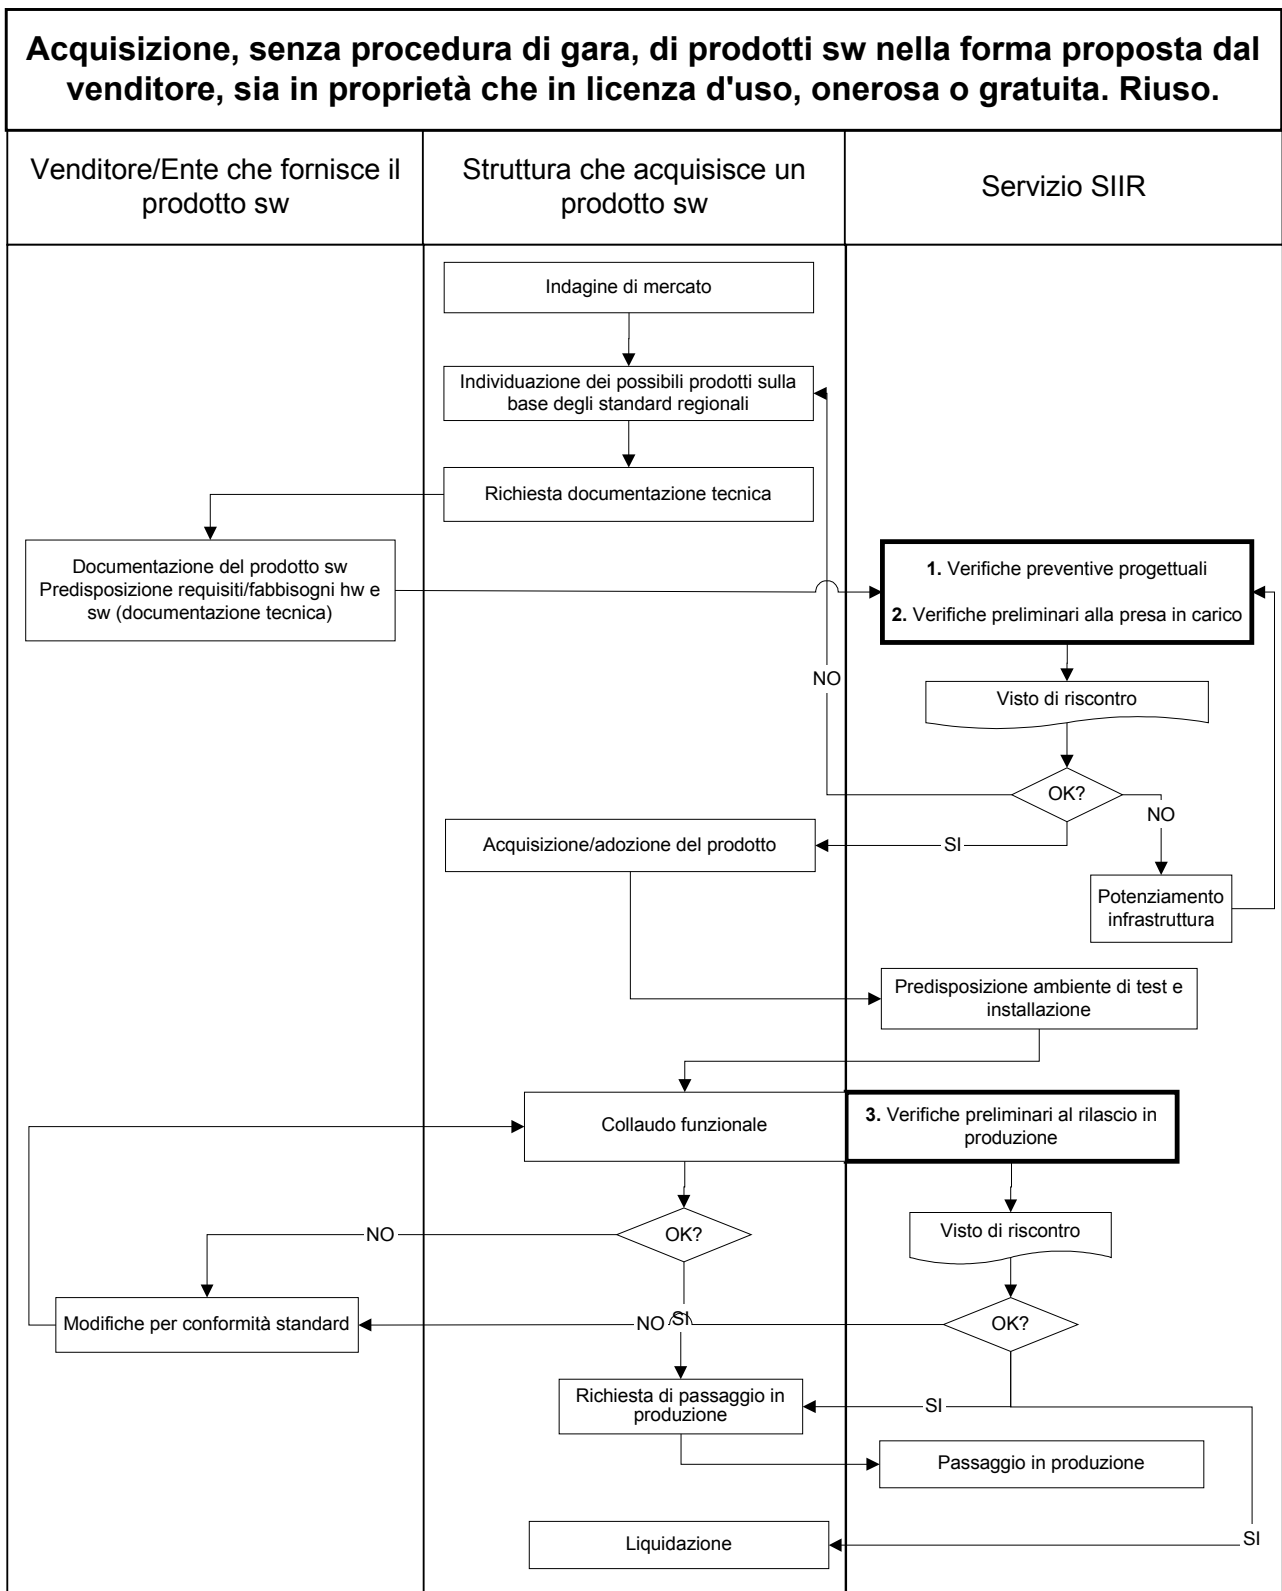 Acquisizione, senza procedura di gara, di prodotti sw nella forma proposta dal
venditore, sia in proprietà che in licenza d'uso, onerosa o gratuita. Riuso.
Venditore/Ente che fornisce il
prodotto sw
Struttura che acquisisce un
prodotto sw
Servizio SIIR
Indagine di mercato
Individuazione dei possibili prodotti sulla
base degli standard regionali
Richiesta documentazione tecnica
Documentazione del prodotto sw
Predisposizione requisiti/fabbisogni hw e
sw (documentazione tecnica)
1. Verifiche preventive progettuali
2. Verifiche preliminari alla presa in carico
NO
Visto di riscontro
OK?
NO
SI
Acquisizione/adozione del prodotto
Potenziamento
infrastruttura
Predisposizione ambiente di test e
installazione
Collaudo funzionale
3. Verifiche preliminari al rilascio in
produzione
NO
OK?
Visto di riscontro
Modifiche per conformità standard
NO
SI
OK?
Richiesta di passaggio in
produzione
SI
Passaggio in produzione
Liquidazione
SI